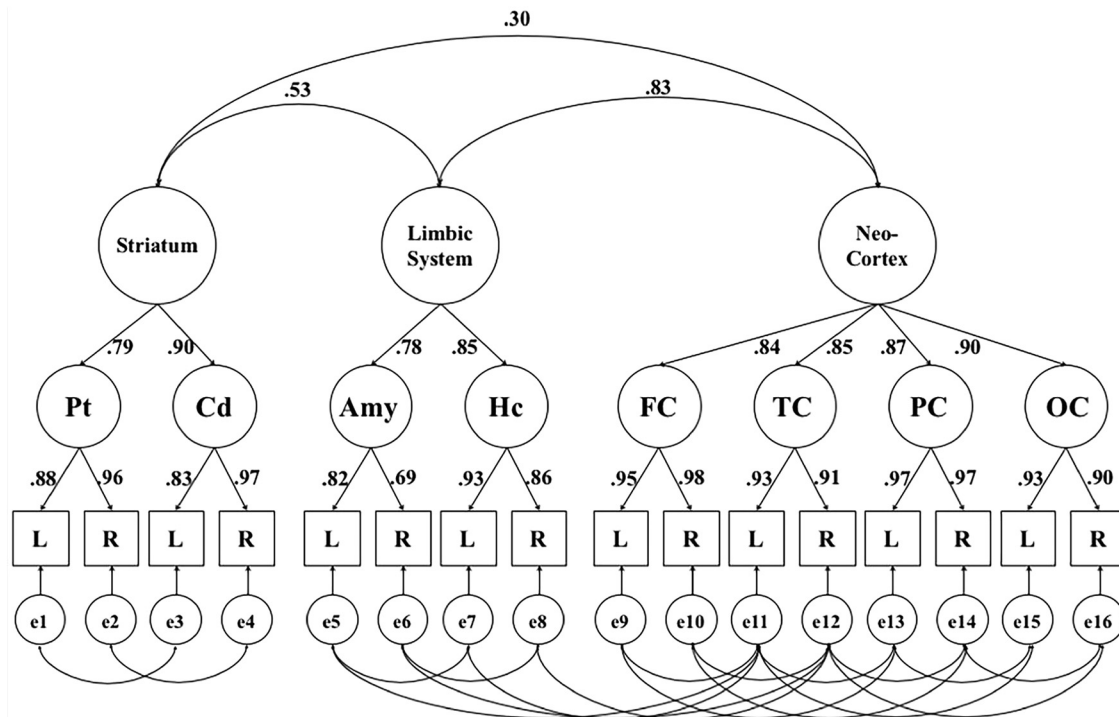 .30
.53
.83
Striatum
Limbic
System
Neo-
Cortex
.79
.90
.78
.85
.84
.85
.87
.90
Pt
Cd
Amy
Hc
FC
TC
PC
OC
.88
.96
.83
.97
.82
.69
.93
.86
.95
.98
.93
.91
.97
.97
.93
.90
L
R
L
R
L
R
L
R
L
R
L
R
L
R
L
R
e1
e2
e3
e4
e5
e6
e7
e8
e9
e10
e11
e12
e13
e14
e15
e16